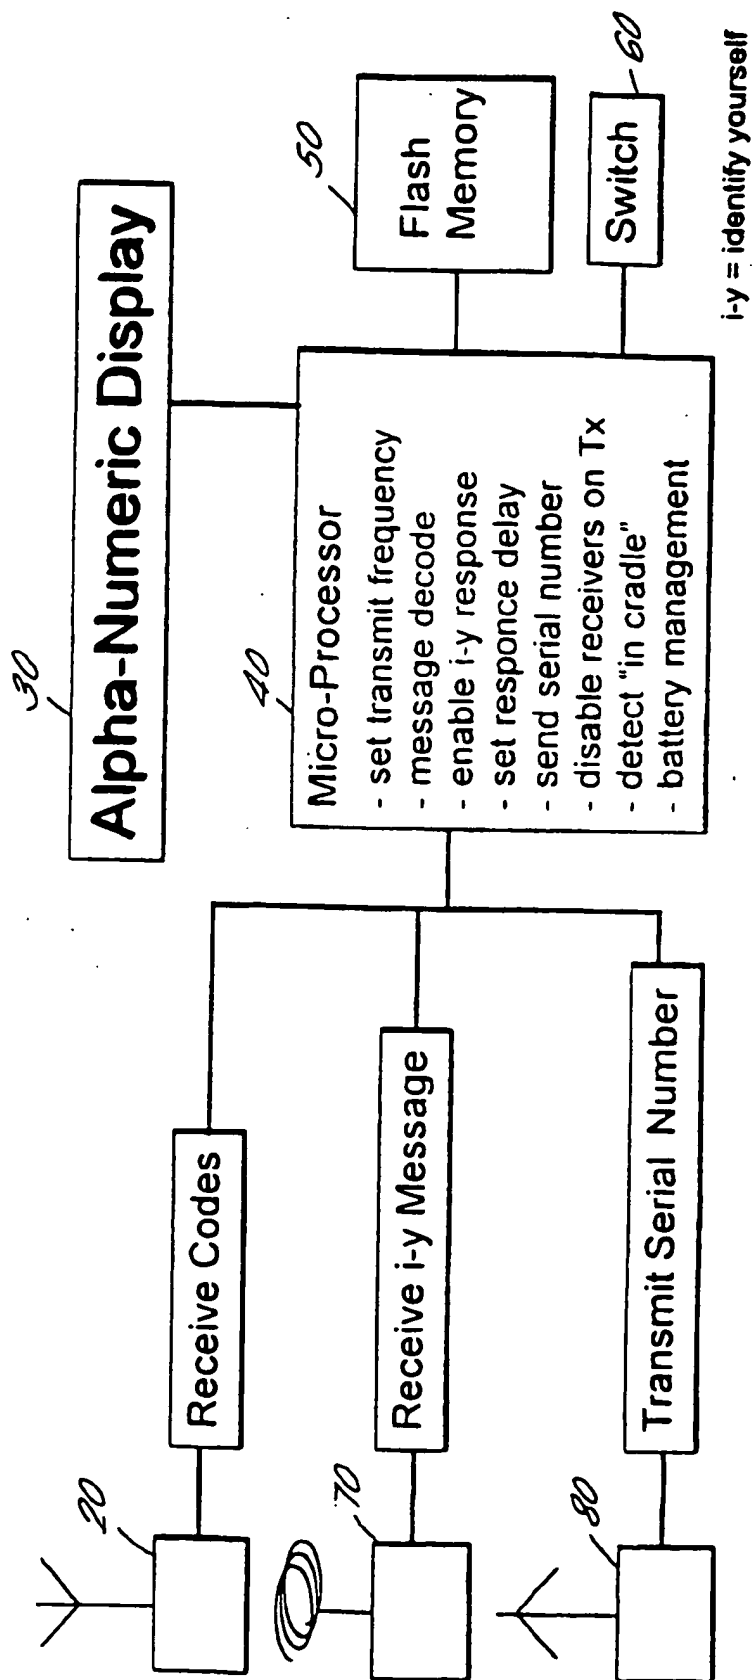 30
Alpha-Numeric Display
20
Receive Codes
70
Receive i-y Message
80
Transmit Serial Number
40
Micro-Processor
- set transmit frequency
- message decode
- enable i-y response
- set responce delay
- send serial number
- disable receivers on Tx
- detect "in cradle"
- battery management
50
Flash
Memory
60
Switch
i-y = identify yourself